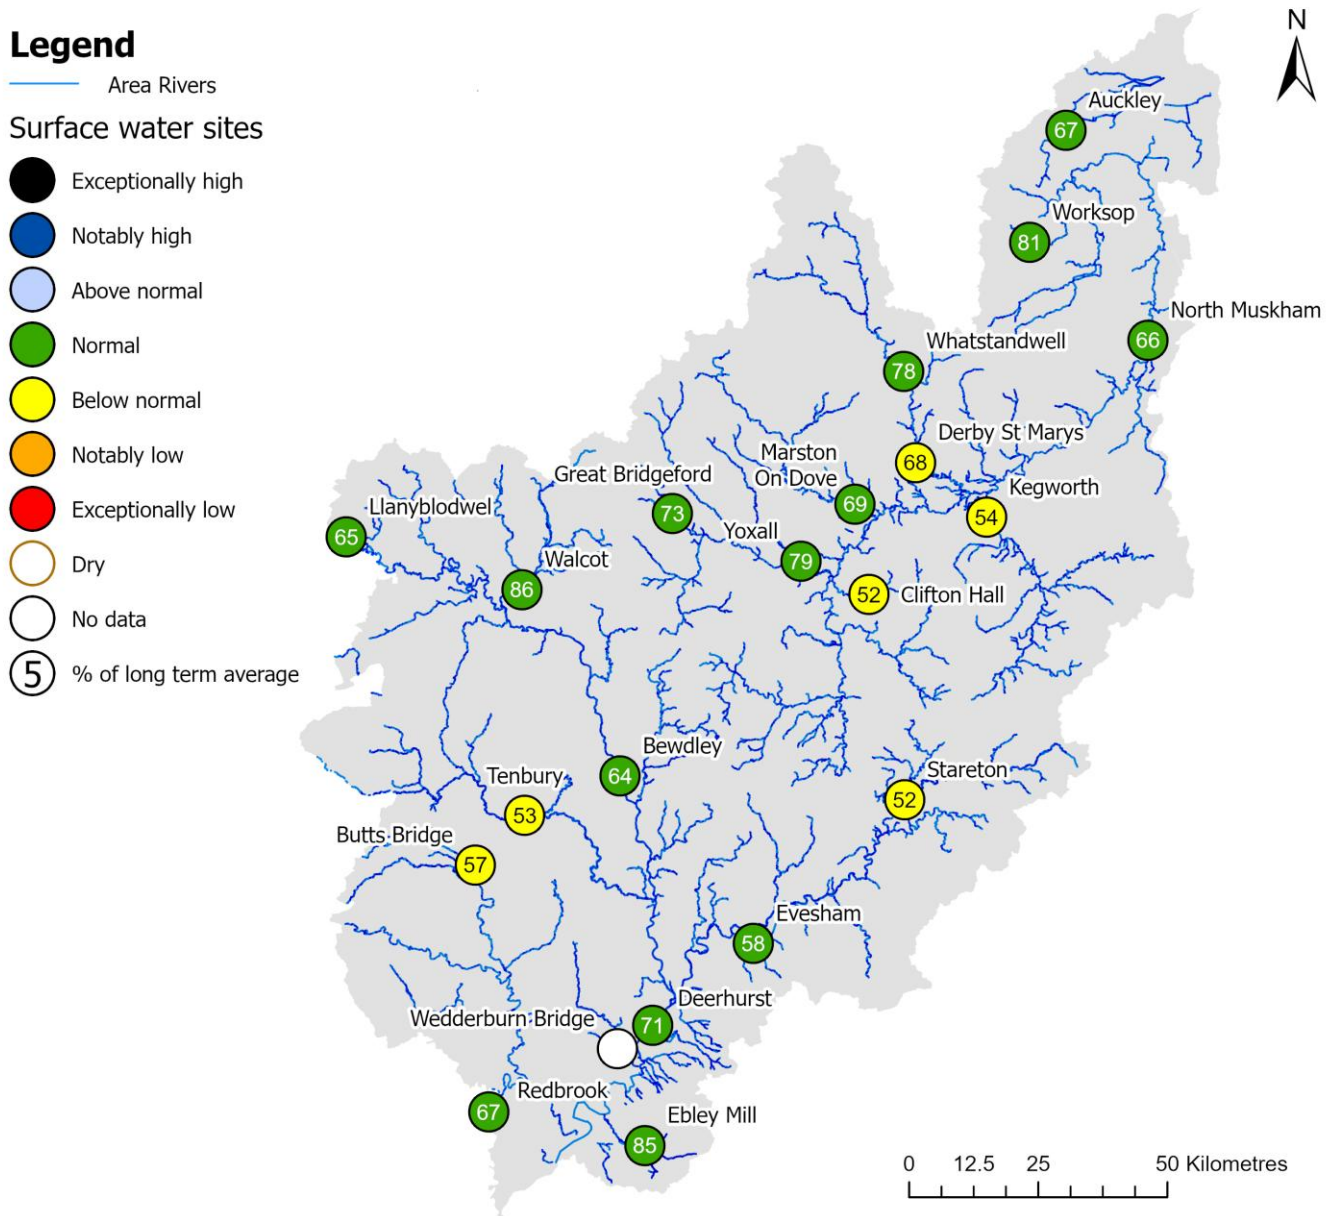 Legend
Area Rivers
Surface water sites
Exceptionally high
Notably high
Above normal
Normal
Below normal
Notably low
Exceptionally low
Dry
No data
5 % of long term average
N
Auckley
67
Worksop
81
North Muskham
66
Whatstandwell
78
Derby St Marys
68
Marston
On Dove
69
Kegworth
54
Great Bridgeford
73
Yoxall
79
Llanyblodwel
65
Walcot
86
52 Clifton Hall
Bewdley
64
Tenbury
53
Stareton
52
Butts Bridge
57
Evesham
58
Deerhurst
71
Wedderburn Bridge
Redbrook
67
Ebley Mill
85
0 12.5 25 50 Kilometres